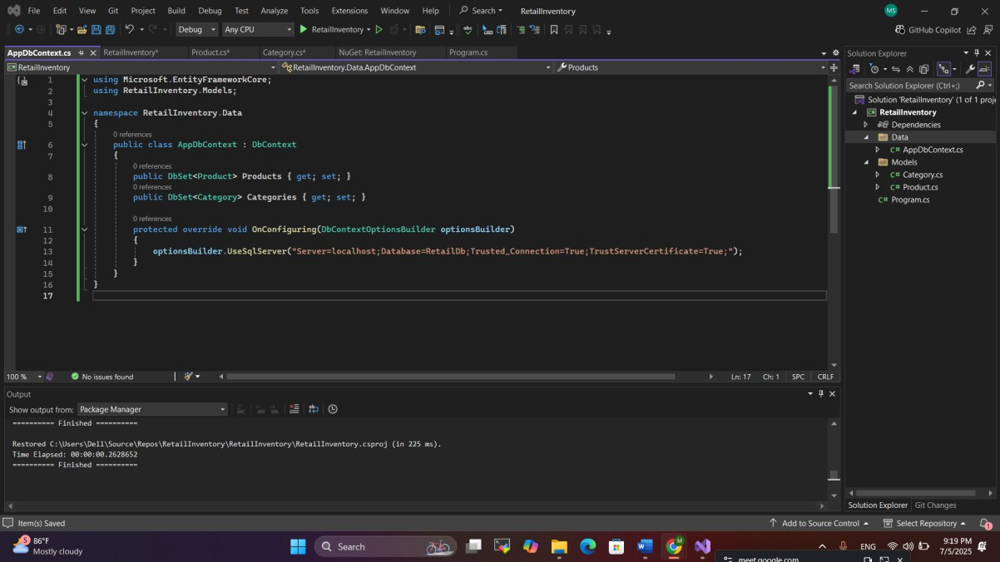 File Edit View Git Project Build Debug Test Analyze Tools Extensions Window Help Search RetailInventory MS
Debug Any CPU RetailInventory GitHub Copilot
AppDbContext.cs RetailInventory* Product.cs* Category.cs* NuGet: RetailInventory Program.cs
RetailInventory RetailInventory.Data.AppDbContext Products
1 using Microsoft.EntityFrameworkCore;
2 using RetailInventory.Models;
3
4 namespace RetailInventory.Data
5 {
0 references
6 public class AppDbContext : DbContext
7 {
0 references
8 public DbSet<Product> Products { get; set; }
0 references
9 public DbSet<Category> Categories { get; set; }
10
0 references
11 protected override void OnConfiguring(DbContextOptionsBuilder optionsBuilder)
12 {
13 optionsBuilder.UseSqlServer("Server=localhost;Database=RetailDb;Trusted_Connection=True;TrustServerCertificate=True;");
14 }
15 }
16 }
17
100 % No issues found Ln: 17 Ch: 1 SPC CRLF
Output
Show output from: Package Manager
========== Finished ==========
Restored C:\Users\Dell\Source\Repos\RetailInventory\RetailInventory\RetailInventory.csproj (in 225 ms).
Time Elapsed: 00:00:00.2628652
========== Finished ==========
Solution Explorer
Search Solution Explorer (Ctrl+;)
Solution 'RetailInventory' (1 of 1 proje
RetailInventory
Dependencies
Data
C# AppDbContext.cs
Models
C# Category.cs
C# Product.cs
C# Program.cs
Solution Explorer Git Changes
Item(s) Saved Add to Source Control Select Repository 1
5 86°F
Mostly cloudy
Search
M
ENG
9:19 PM
7/5/2025
meet.google.com